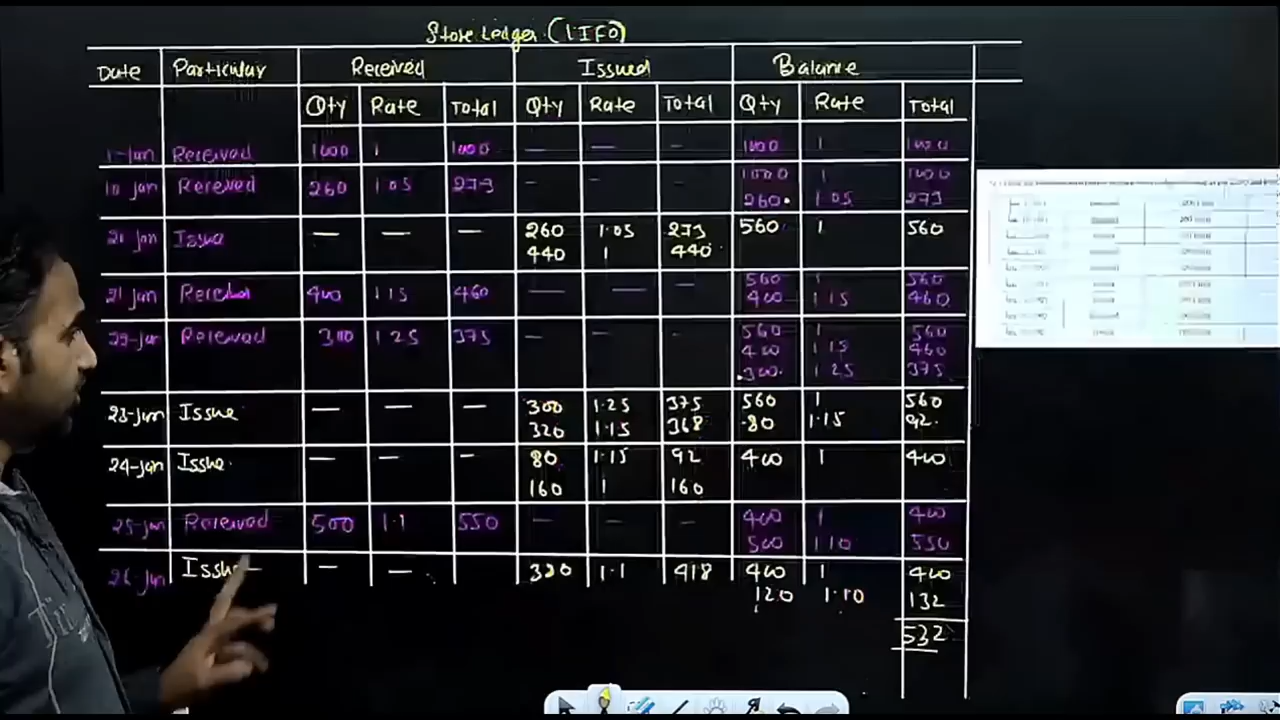 Store Ledger (LIFO)
Date Particular Received Issued Balance
Qty Rate Total Qty Rate Total Qty Rate Total
1-Jan Received 1000 1 1000 — — - 1000 1 1000
10 Jan Received 260 1.05 273 - - - 1000 1 1000
260 1.05 273
21 Jan Issue — — — 260 1.05 273 560 1 560
440 1 440
21 Jan Received 400 1.15 460 — — - 560 1 560
400 1.15 460
Received 300 1.25 375 - - - 560 1 560
400 1.15 460
300 1.25 375
23-Jan Issue — — — 300 1.25 375 560 1 560
320 1.15 368 80 1.15 92
24-Jan Issue - — — 80 1.15 92 400 1 400
160 1 160
25-Jan Received 500 1.1 550 - - - 400 1 400
500 1.10 550
26-Jan Issue — — 380 1.1 418 400 1 400
120 1.10 132
532